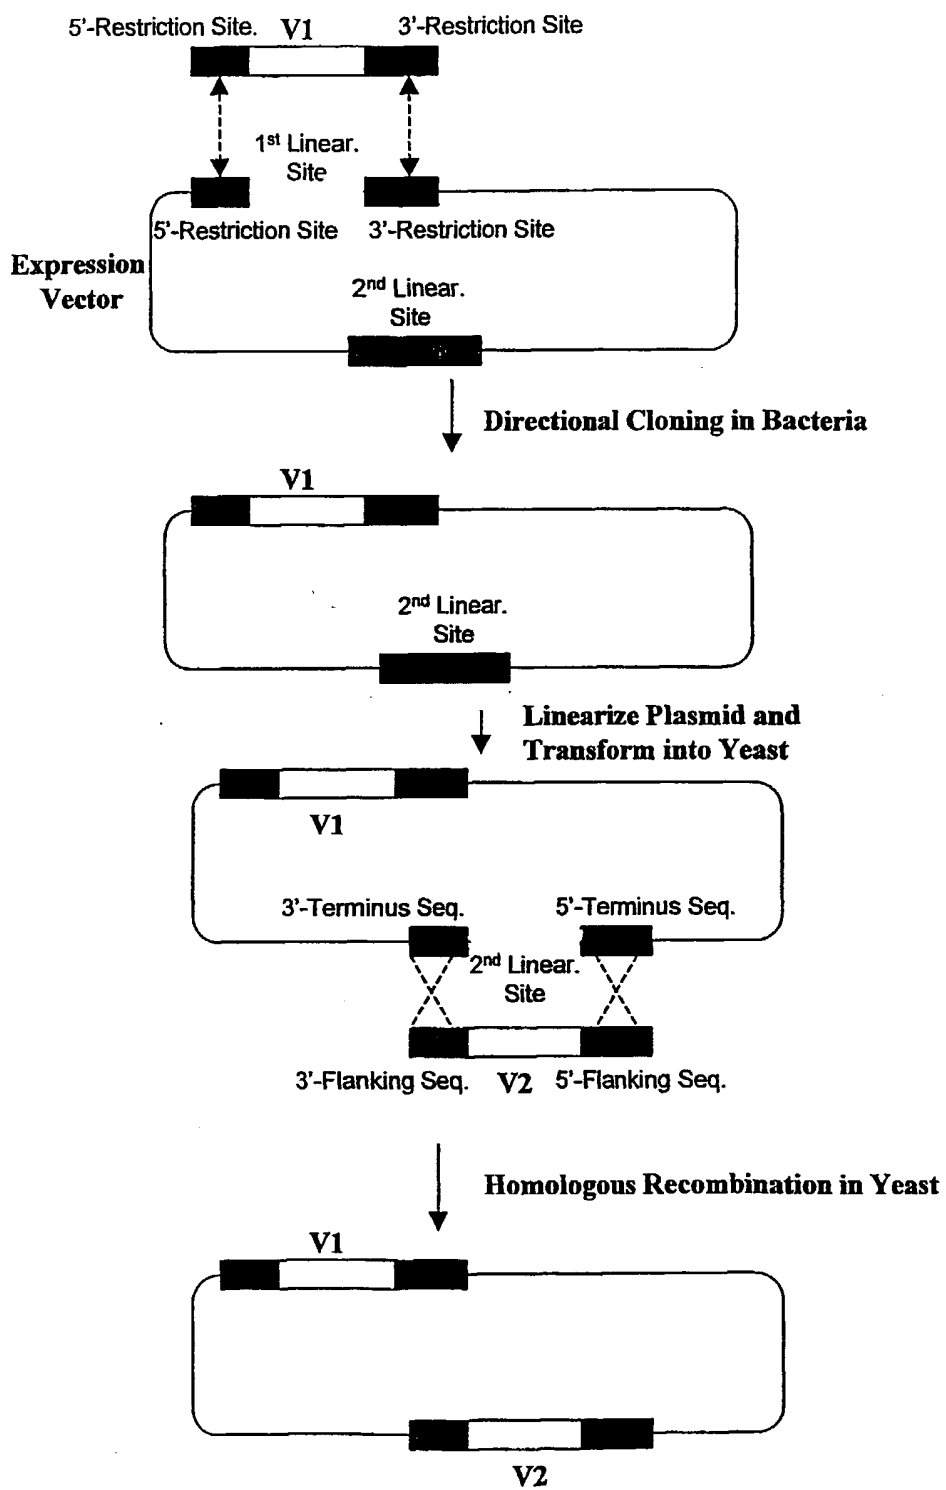 5'-Restriction Site. V1 3'-Restriction Site
1st Linear.
Site
5'-Restriction Site 3'-Restriction Site
Expression
Vector
2nd Linear.
Site
Directional Cloning in Bacteria
V1
2nd Linear.
Site
Linearize Plasmid and
Transform into Yeast
V1
3'-Terminus Seq. 5'-Terminus Seq.
2nd Linear.
Site
3'-Flanking Seq. V2 5'-Flanking Seq.
Homologous Recombination in Yeast
V1
V2